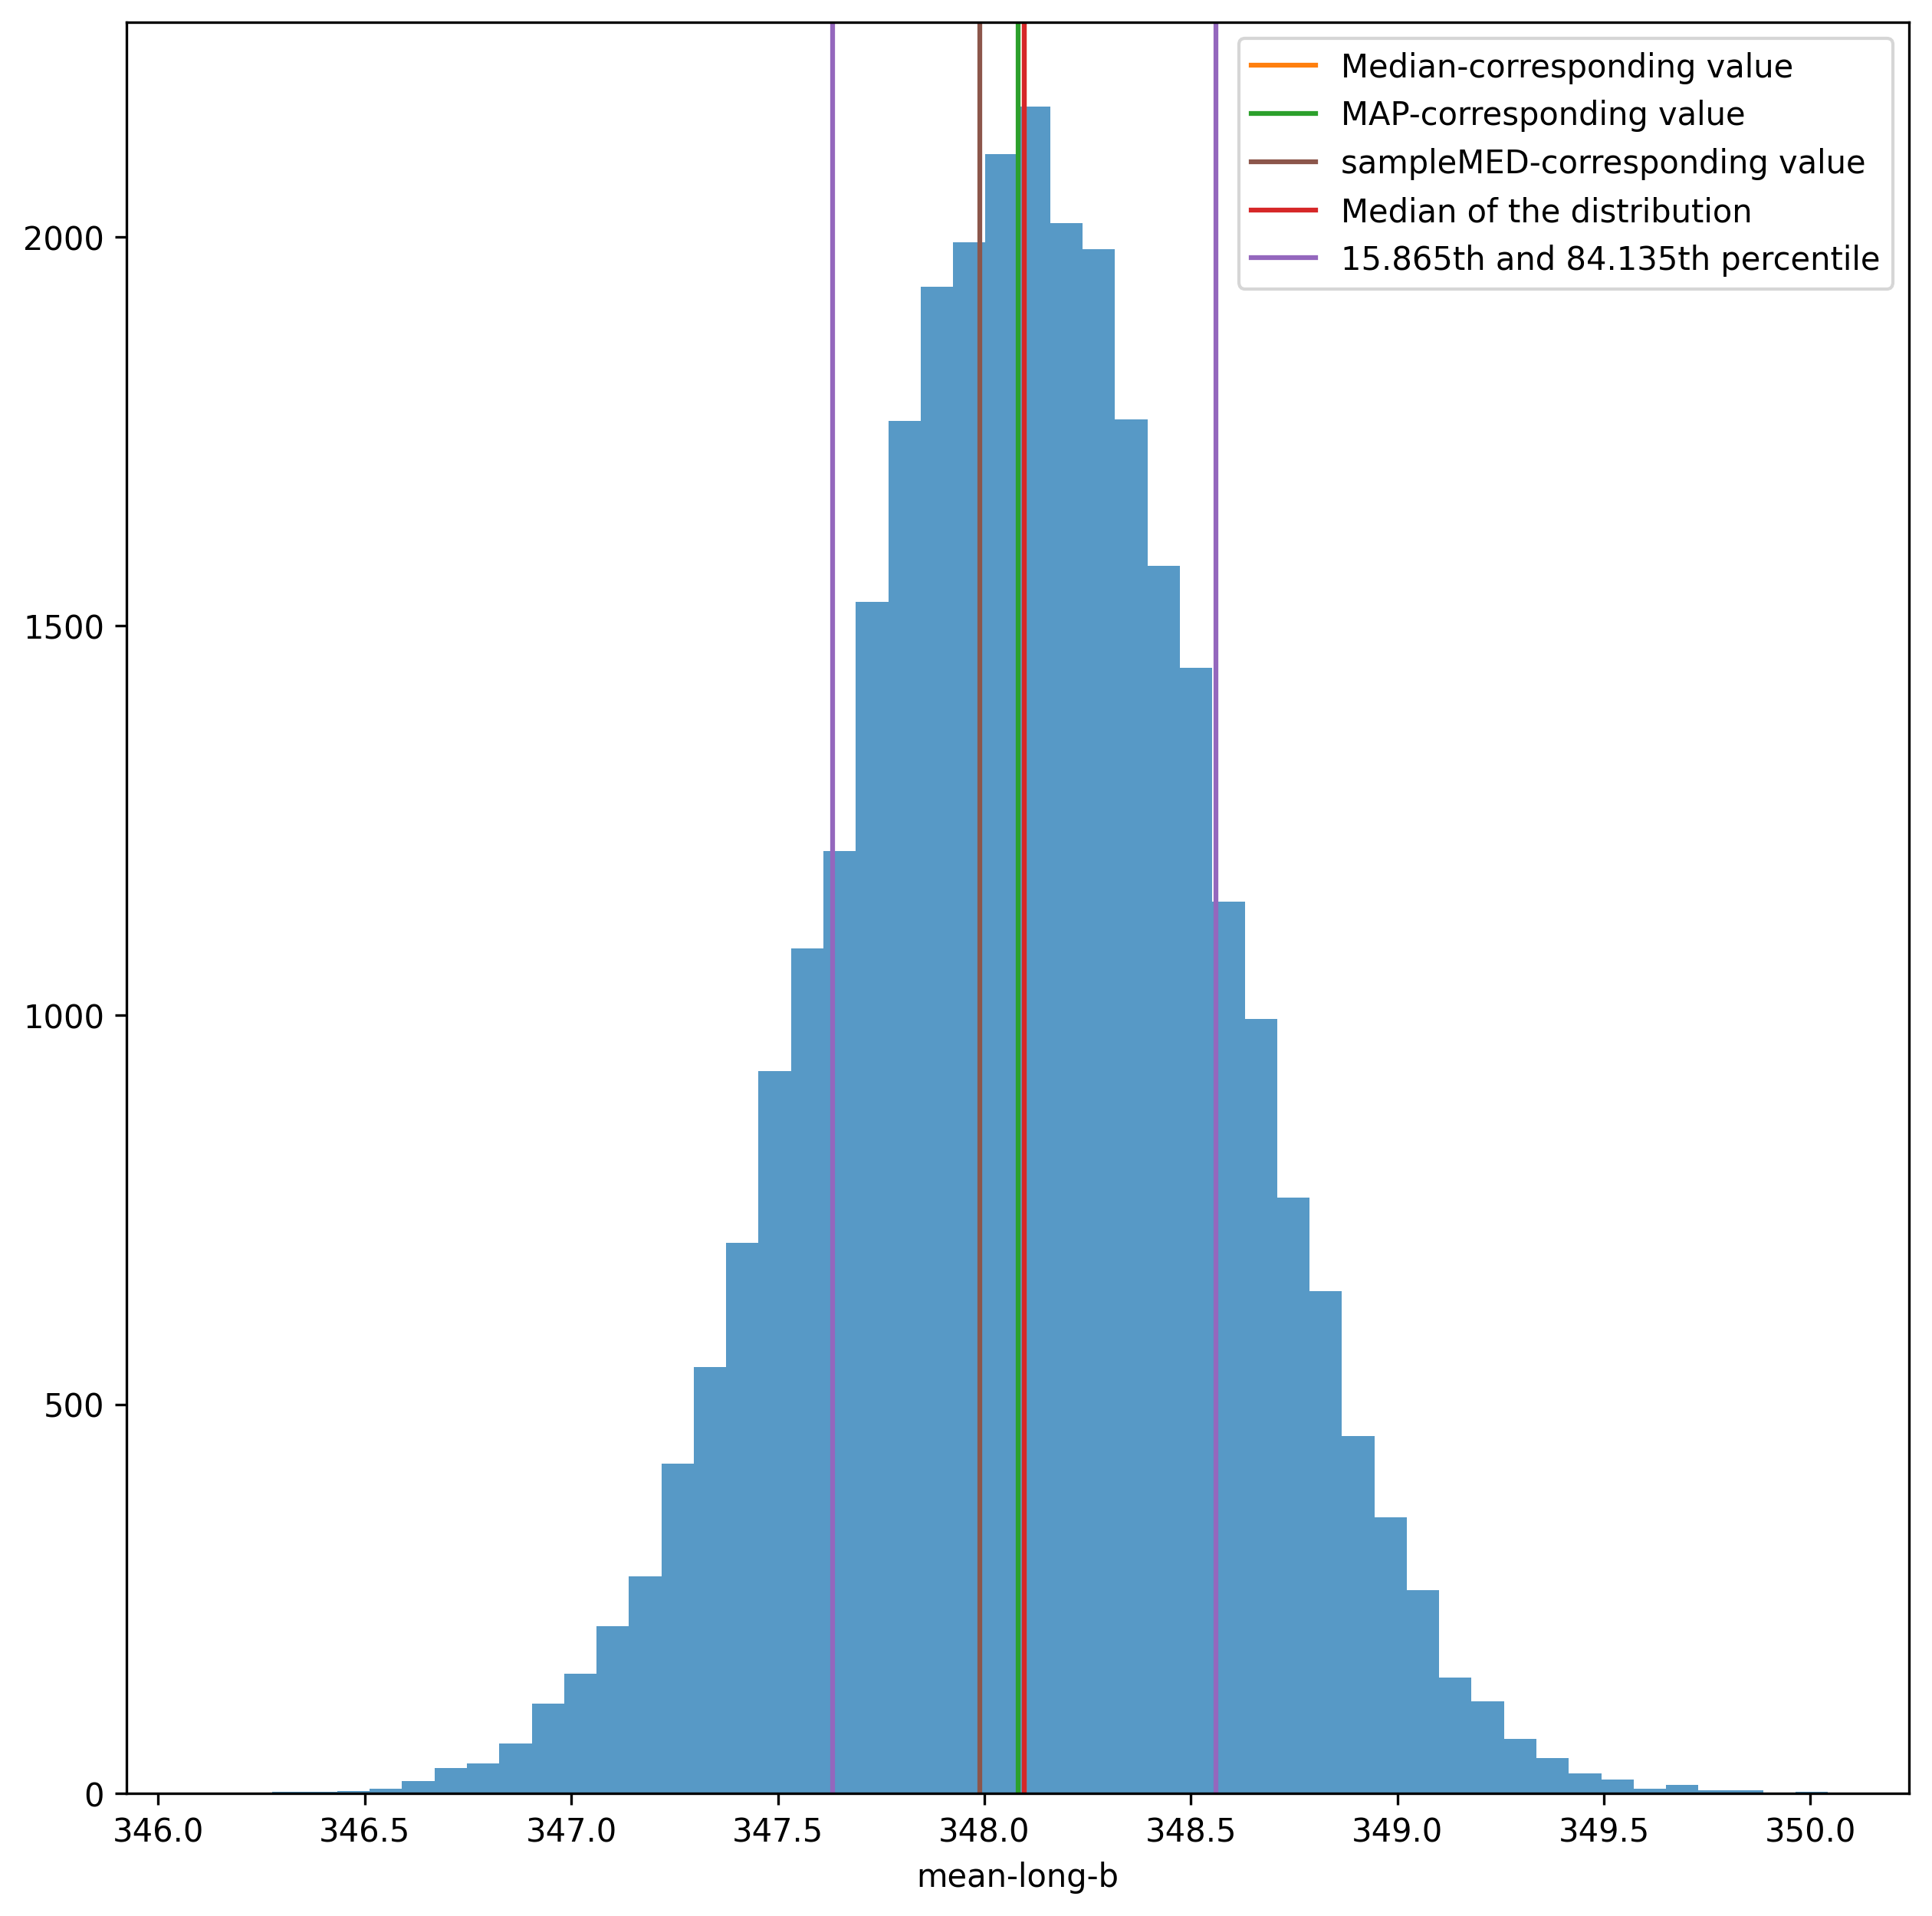 Median-corresponding value
MAP-corresponding value
sampleMED-corresponding value
Median of the distribution
15.865th and 84.135th percentile
2000
1500
1000
500
0
346.0 346.5 347.0 347.5 348.0 348.5 349.0 349.5 350.0
mean-long-b